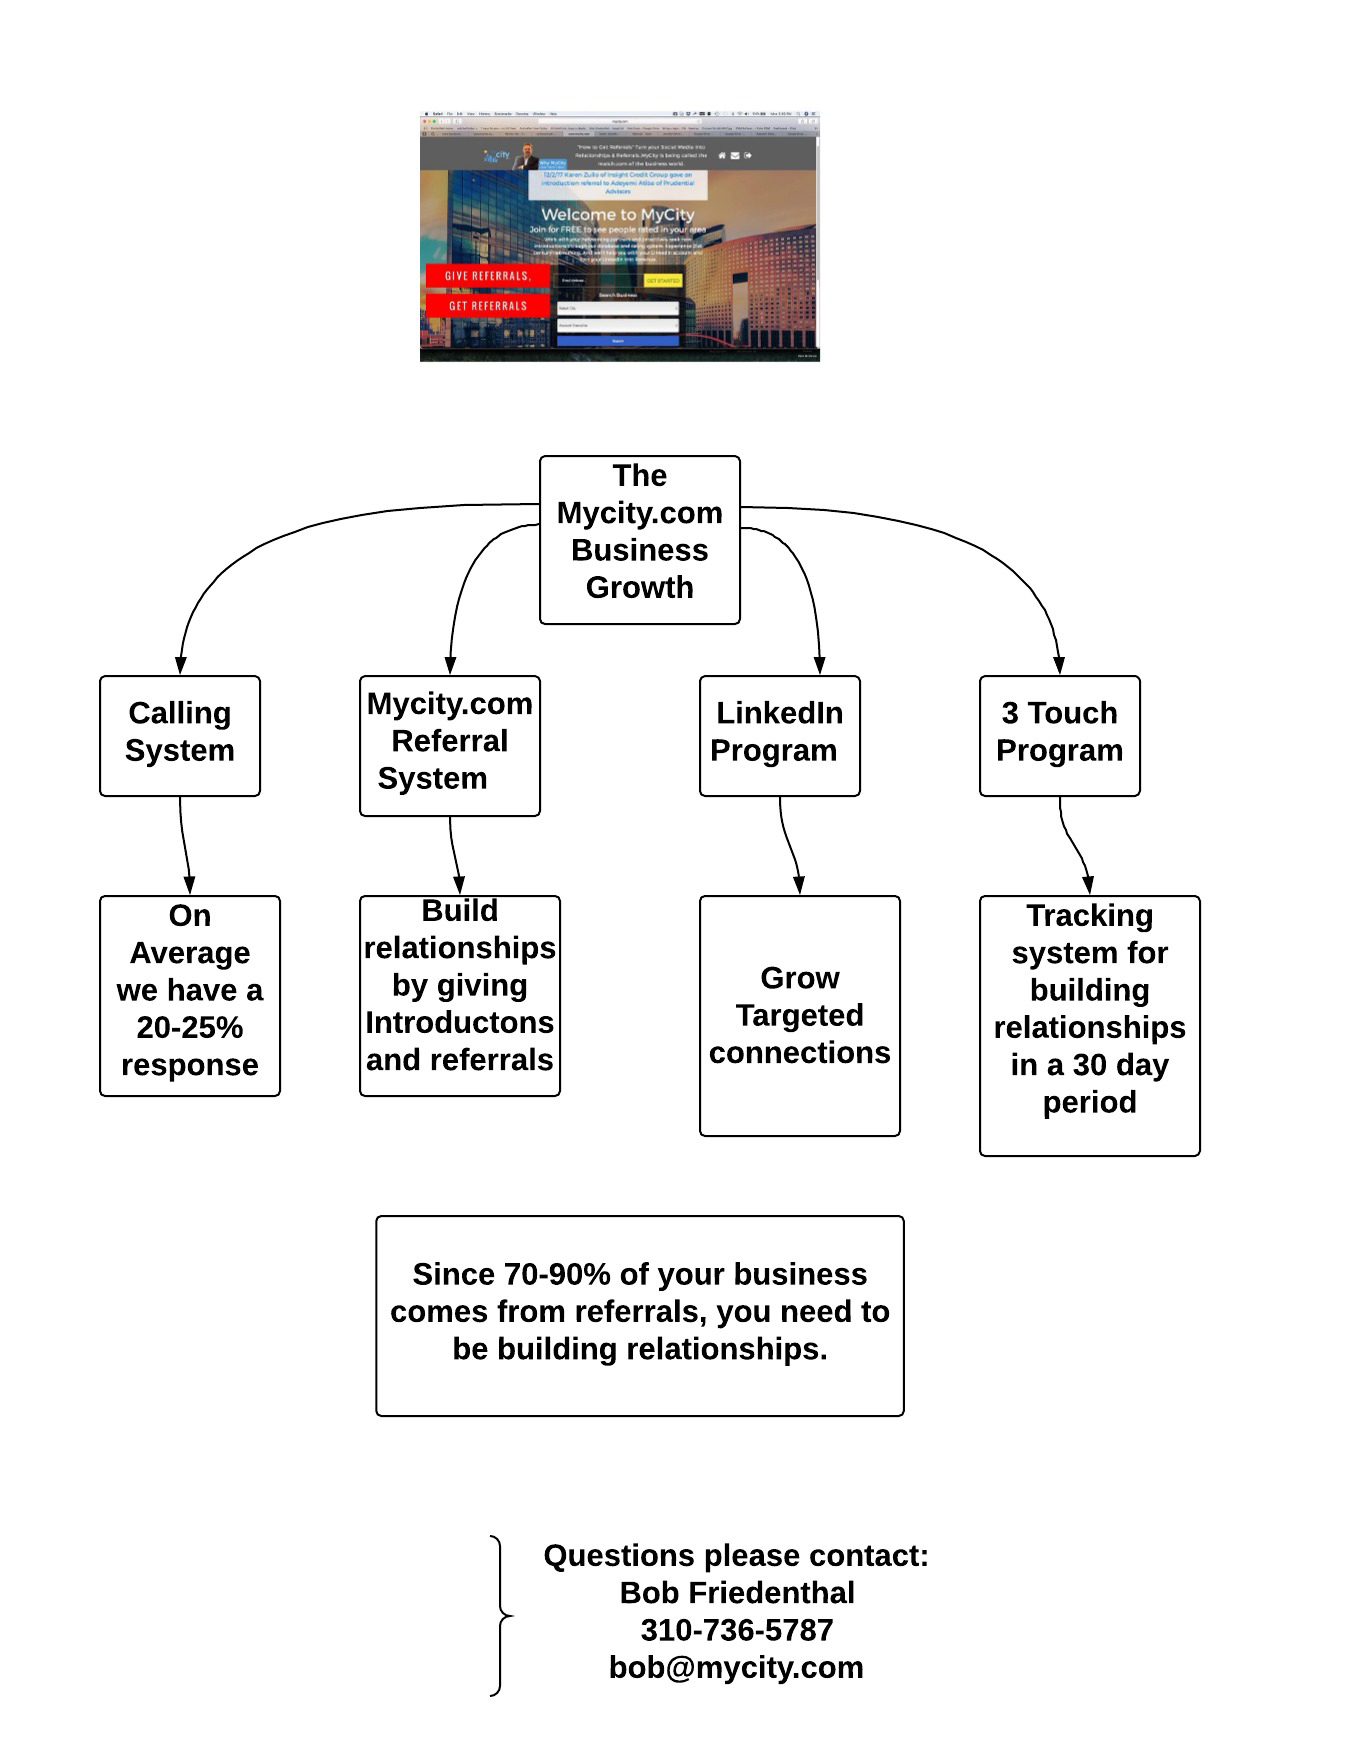 city
Why MyCity
"How to Get Referrals" Turn your Social Media into
Relationships & Referrals.MyCity is being called the
match.com of the business world.
12/2/17 Karen Zullo of Insight Credit Group gave an
introduction referral to Adeyemi Atiba of Prudential
Advisors
Welcome to MyCity
Join for FREE to see people rated in your area
GIVE REFERRALS,
GET REFERRALS
GET STARTED
Search Business
Select City
Search
The
Mycity.com
Business
Growth
Calling
System
Mycity.com
Referral
System
LinkedIn
Program
3 Touch
Program
On
Average
we have a
20-25%
response
Build
relationships
by giving
Introductons
and referrals
Grow
Targeted
connections
Tracking
system for
building
relationships
in a 30 day
period
Since 70-90% of your business
comes from referrals, you need to
be building relationships.
Questions please contact:
Bob Friedenthal
310-736-5787
bob@mycity.com